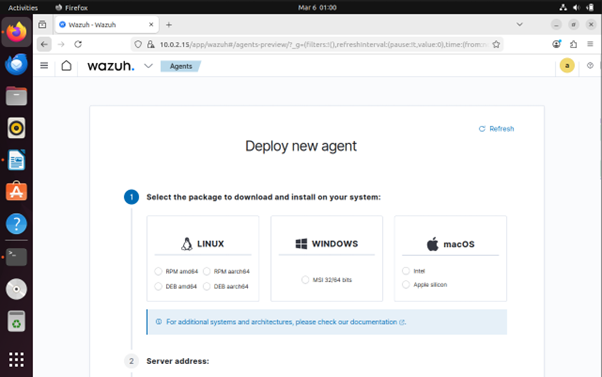 Activities Firefox Mar 6 01:00
Wazuh - Wazuh
10.0.2.15/app/wazuh#/agents-preview/?_g=(filters:!(),refreshInterval:(pause:!t,value:0),time:(from:
wazuh. Agents a
Refresh
Deploy new agent
1 Select the package to download and install on your system:
LINUX WINDOWS macOS
RPM amd64 RPM aarch64 MSI 32/64 bits Intel
DEB amd64 DEB aarch64 Apple silicon
For additional systems and architectures, please check our documentation.
2 Server address: